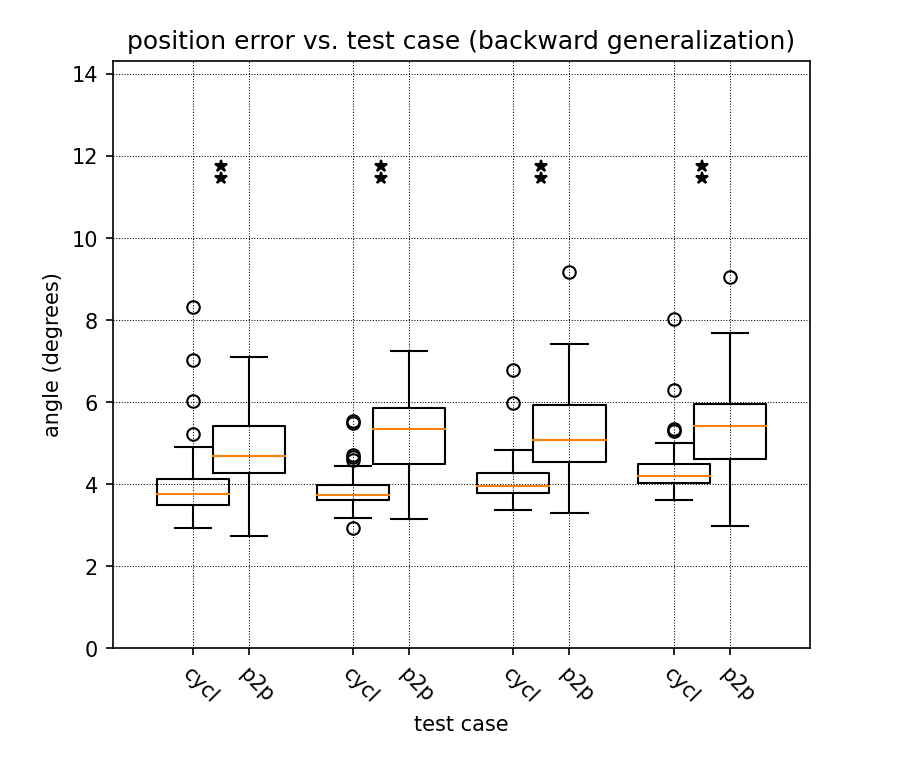 position error vs. test case (backward generalization)
14
12
10
8
6
4
2
0
angle (degrees)
cycl p2p cycl p2p cycl p2p cycl p2p
test case